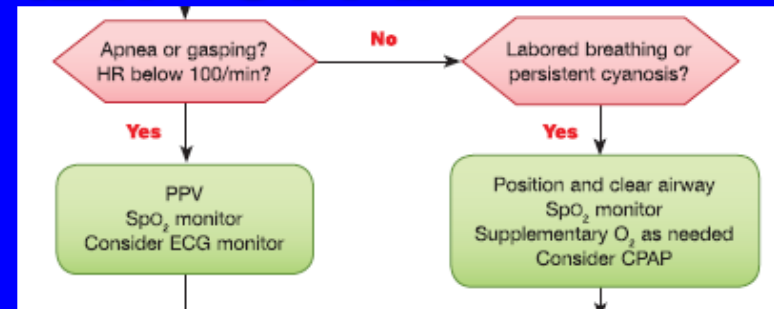 Apnea or gasping?
HR below 100/min?
No
Labored breathing or
persistent cyanosis?
Yes
Yes
PPV
SpO₂ monitor
Consider ECG monitor
Position and clear airway
SpO₂ monitor
Supplementary O₂ as needed
Consider CPAP